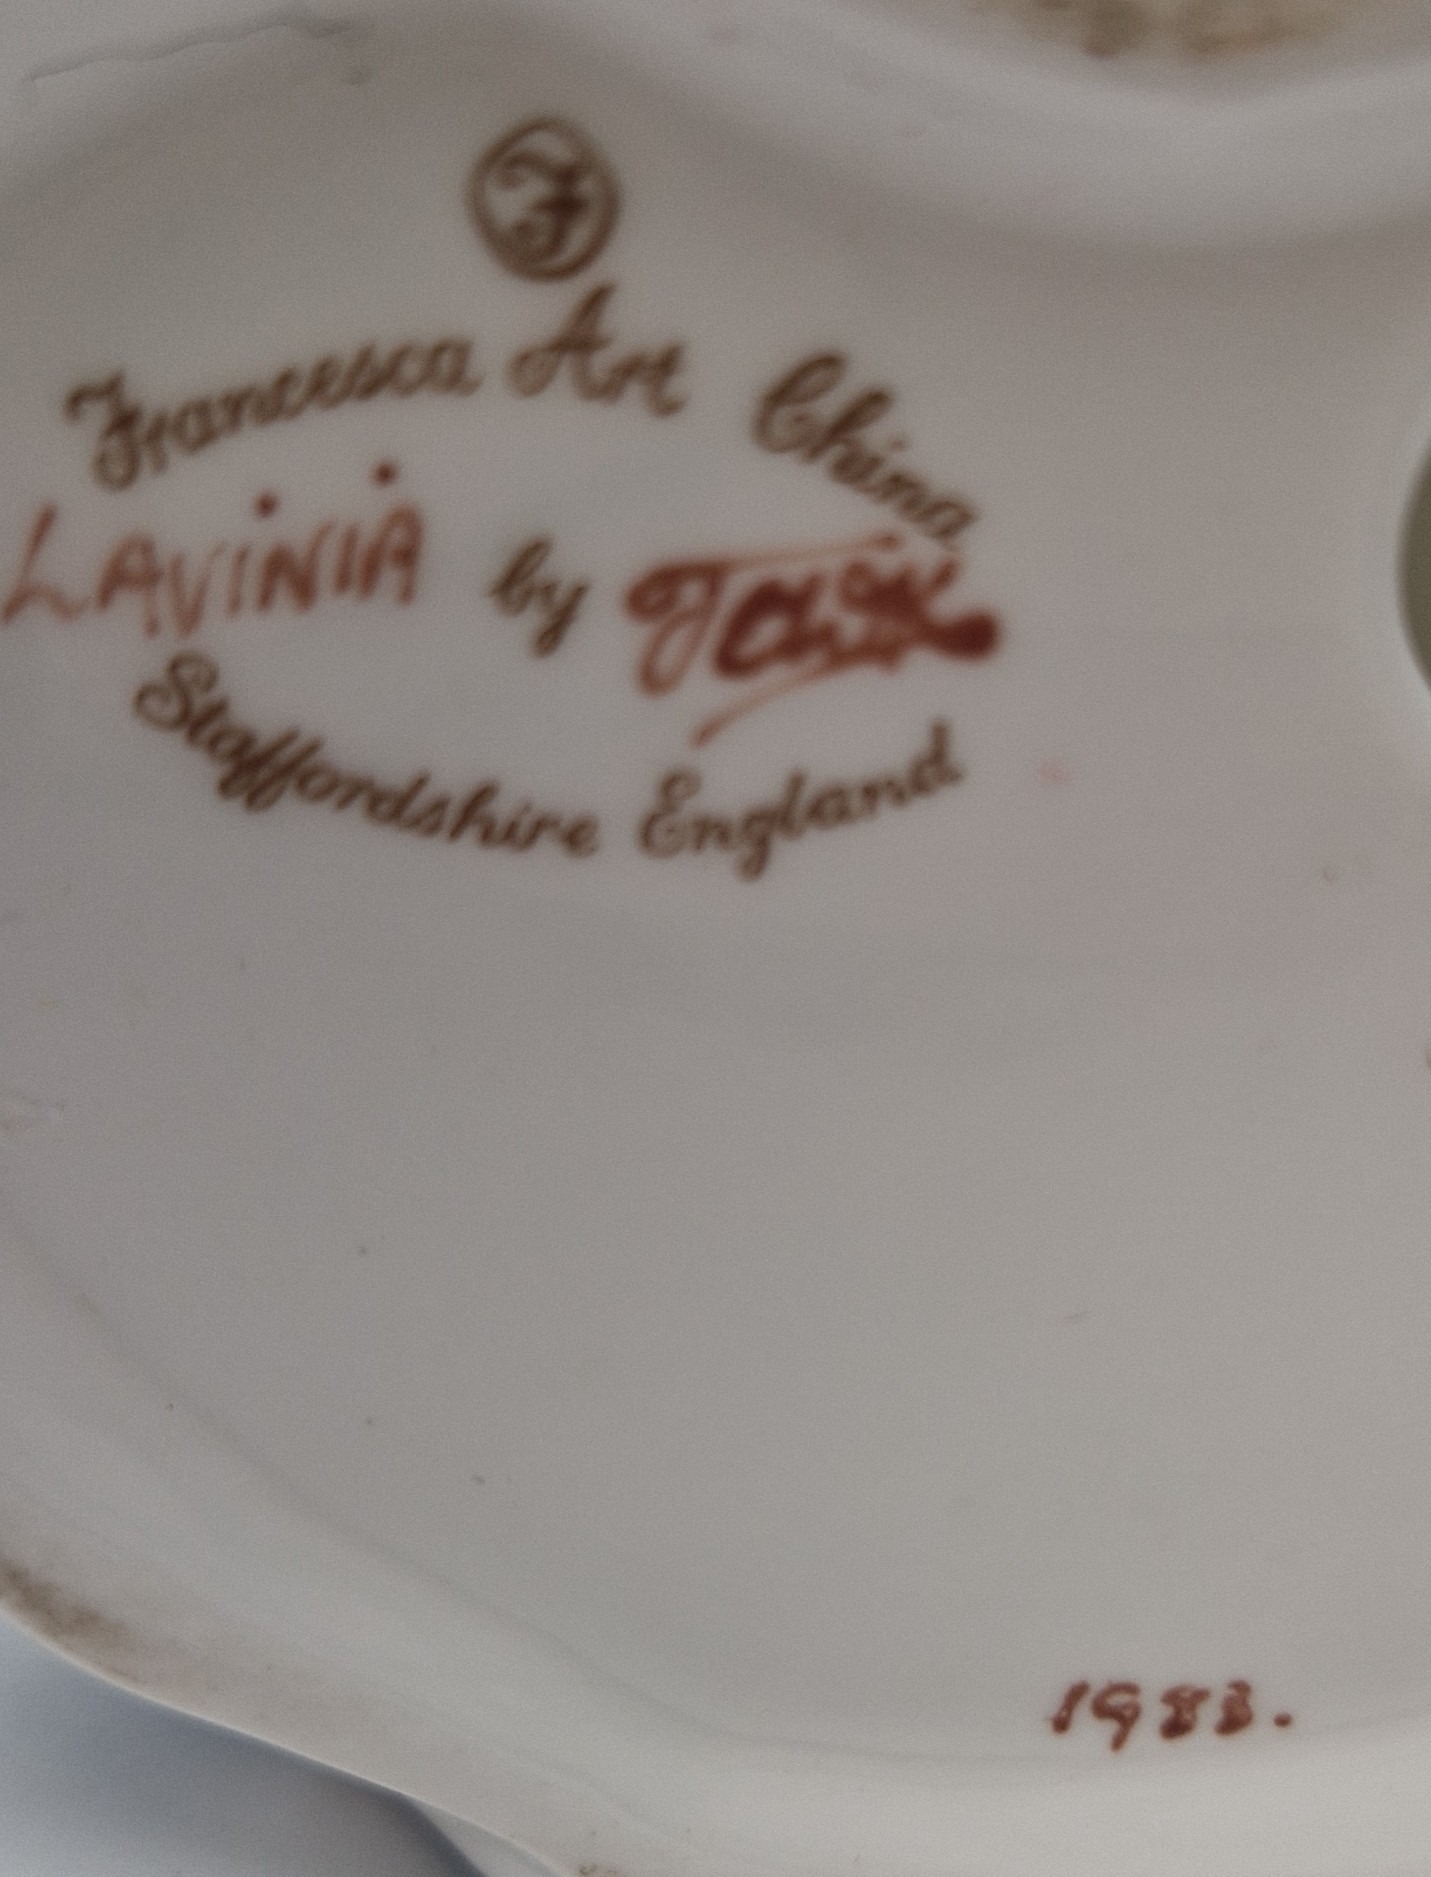 F
Francesca Art China
LAVINIA by
Staffordshire England
1983.